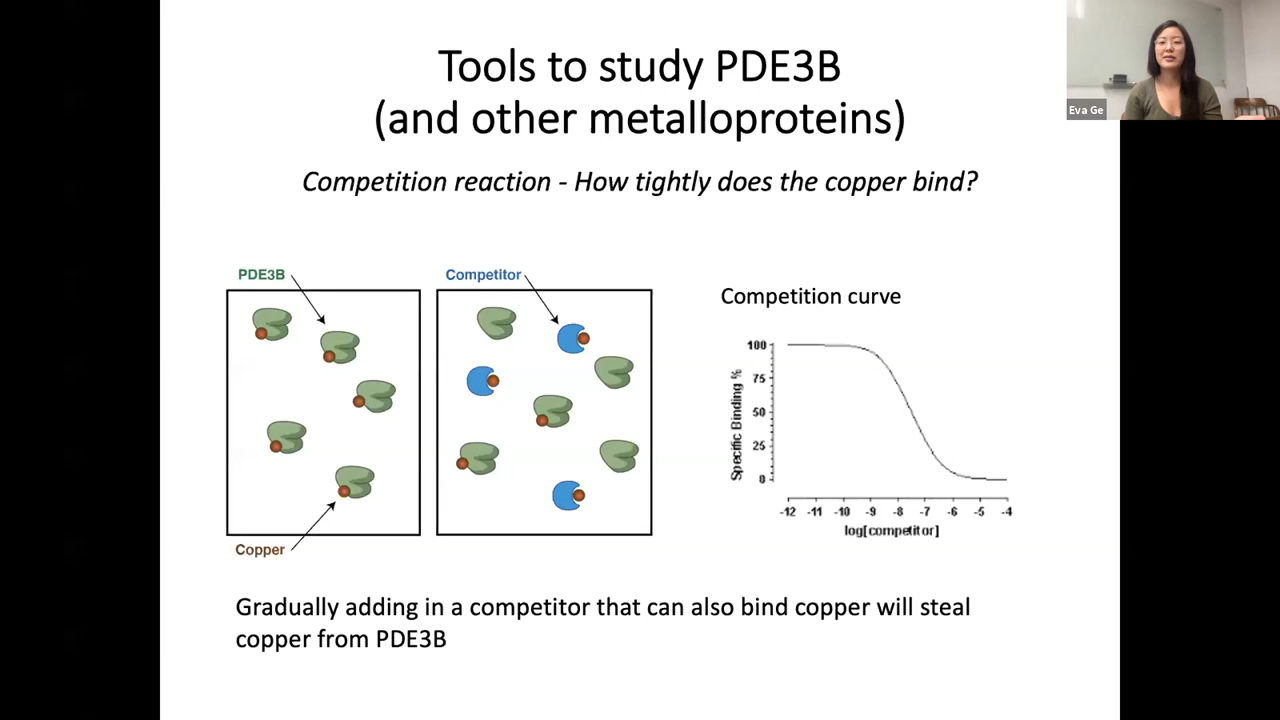 Tools to study PDE3B
(and other metalloproteins)
Eva Ge
Competition reaction - How tightly does the copper bind?
PDE3B
Copper
Competitor
Competition curve
100
75
50
25
0
Specific Binding %
-12 -11 -10 -9 -8 -7 -6 -5 -4
log[competitor]
Gradually adding in a competitor that can also bind copper will steal
copper from PDE3B